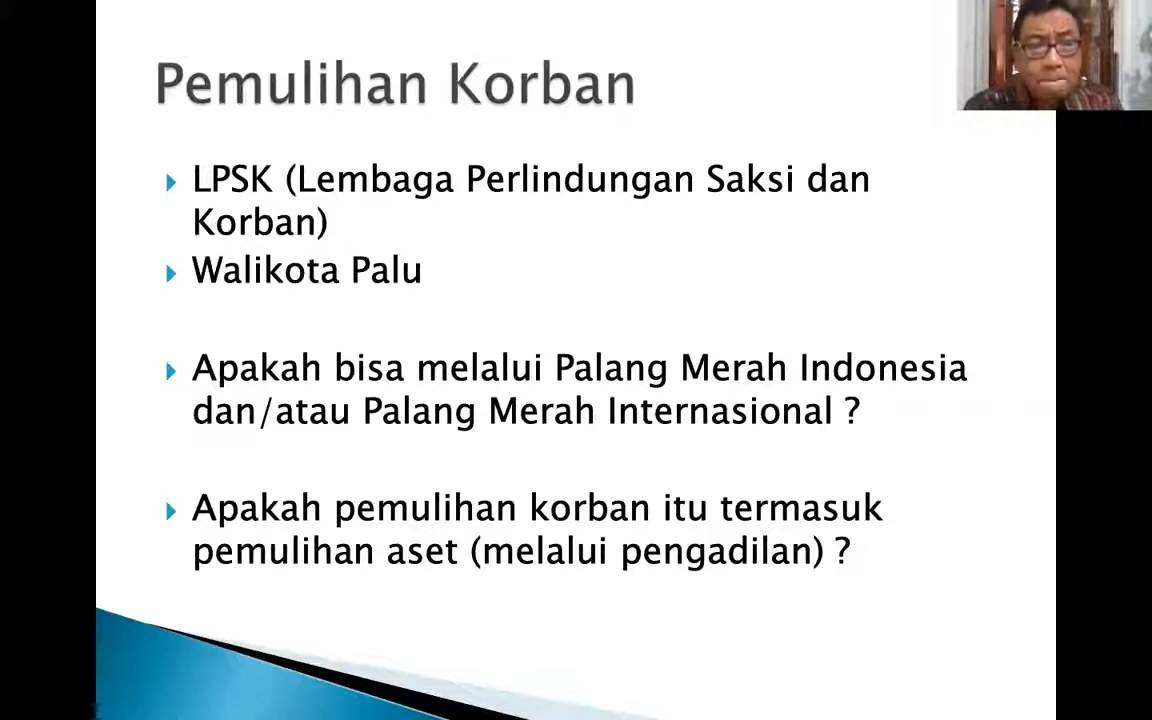 Pemulihan Korban
LPSK (Lembaga Perlindungan Saksi dan
Korban)
Walikota Palu
Apakah bisa melalui Palang Merah Indonesia
dan/atau Palang Merah Internasional ?
Apakah pemulihan korban itu termasuk
pemulihan aset (melalui pengadilan) ?